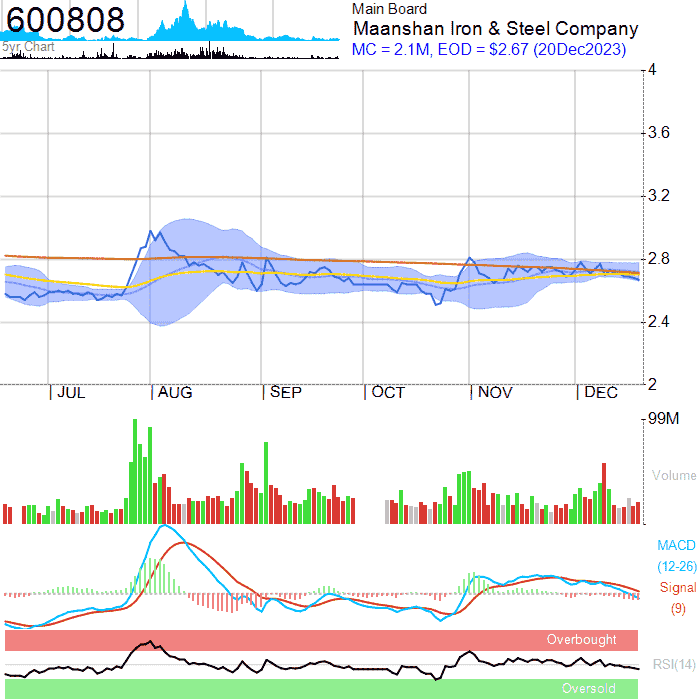 600808
Main Board
Maanshan Iron & Steel Company
5yr Chart
MC = 2.1M, EOD = $2.67 (20Dec2023)
4
3.6
3.2
2.8
2.4
2
JUL AUG SEP OCT NOV DEC
99M
Volume
MACD
(12-26)
Signal
(9)
Overbought
RSI(14)
Oversold